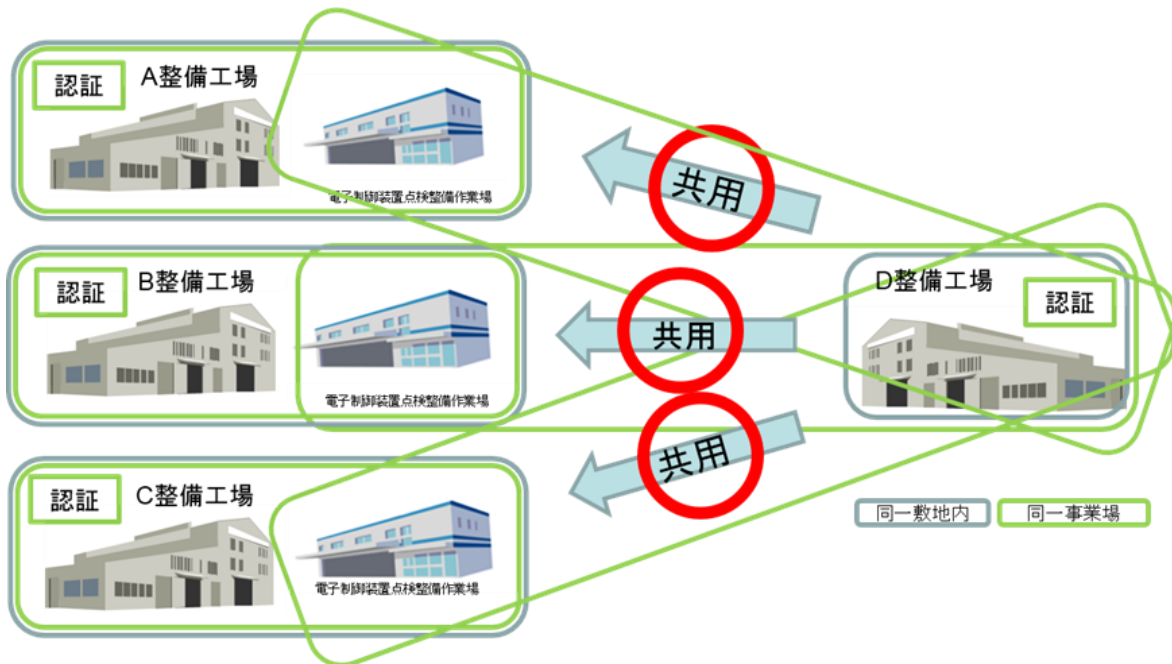 認証
A整備工場
電子制御装置点検整備作業場
共用
認証
B整備工場
電子制御装置点検整備作業場
共用
D整備工場
認証
認証
C整備工場
電子制御装置点検整備作業場
共用
同一敷地内
同一事業場